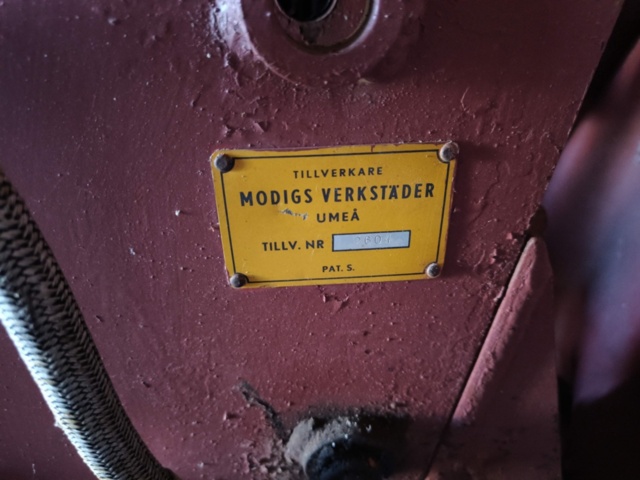 TILLVERKARE
MODIGS VERKSTÄDER
UMEÅ
TILLV. NR
PAT. S.